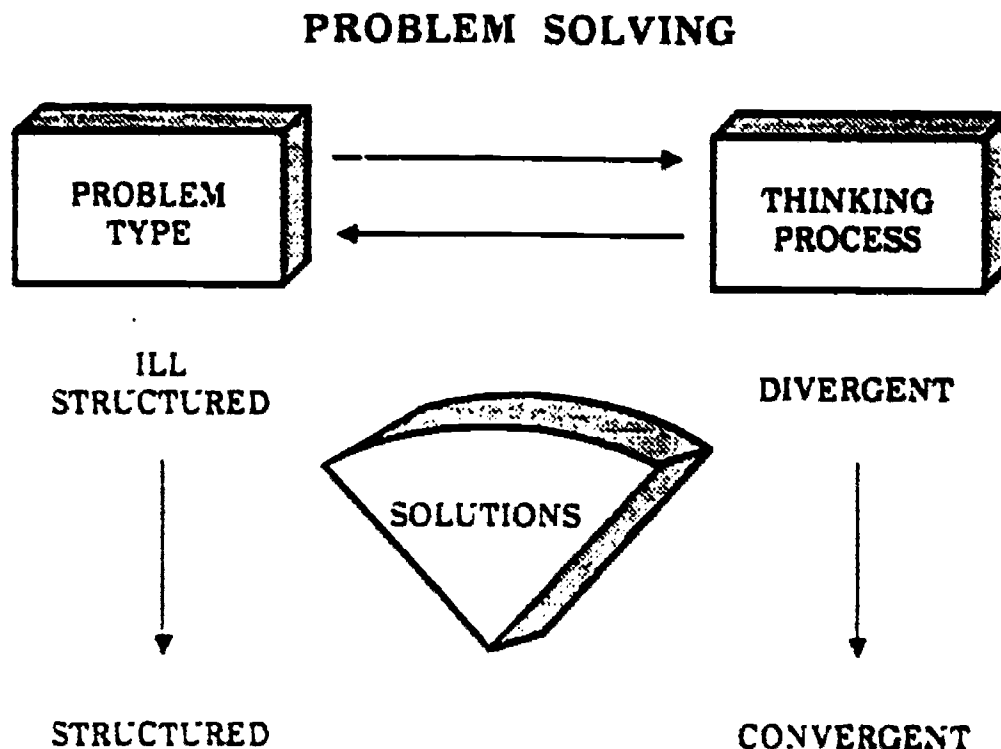 PROBLEM SOLVING
PROBLEM
TYPE
THINKING
PROCESS
ILL
STRUCTURED
DIVERGENT
SOLUTIONS
STRUCTURED
CONVERGENT